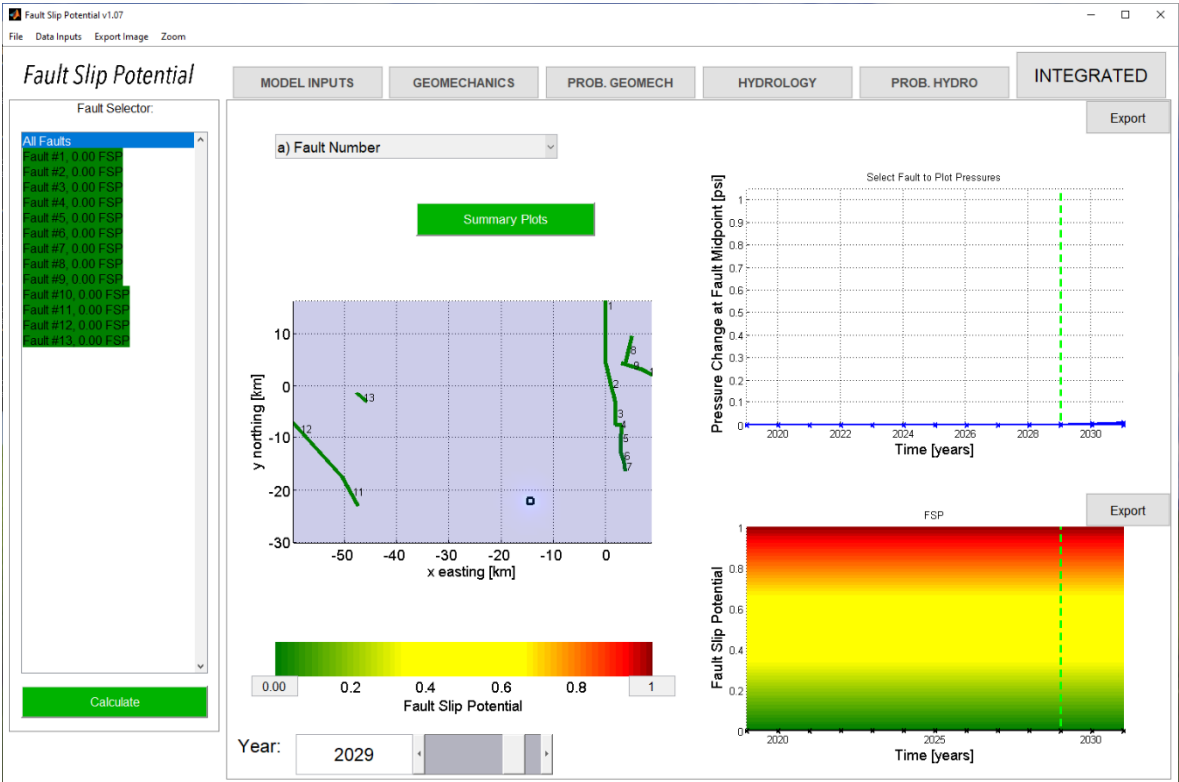 Fault Slip Potential v1.07
File Data Inputs Export Image Zoom
Fault Slip Potential
MODEL INPUTS GEOMECHANICS PROB. GEOMECH HYDROLOGY PROB. HYDRO INTEGRATED
Fault Selector:
All Faults
Fault #1, 0.00 FSP
Fault #2, 0.00 FSP
Fault #3, 0.00 FSP
Fault #4, 0.00 FSP
Fault #5, 0.00 FSP
Fault #6, 0.00 FSP
Fault #7, 0.00 FSP
Fault #8, 0.00 FSP
Fault #9, 0.00 FSP
Fault #10, 0.00 FSP
Fault #11, 0.00 FSP
Fault #12, 0.00 FSP
Fault #13, 0.00 FSP
Calculate
a) Fault Number
Summary Plots
y northing [km]
10
0
-10
-20
-30
-50 -40 -30 -20 -10 0
x easting [km]
1
2
3
4
5
6
7
8
9
1
13
12
11
0.00 0.2 0.4 0.6 0.8 1
Fault Slip Potential
Year:
2029
Export
Select Fault to Plot Pressures
Pressure Change at Fault Midpoint [psi]
1
0.9
0.8
0.7
0.6
0.5
0.4
0.3
0.2
0.1
0
2020 2022 2024 2026 2028 2030
Time [years]
Export
FSP
Fault Slip Potential
1
0.8
0.6
0.4
0.2
0
2020 2025 2030
Time [years]